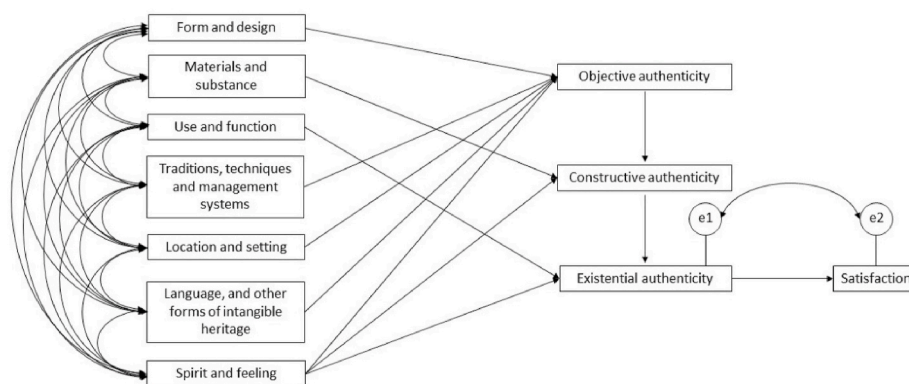 Form and design
Materials and
substance
Use and function
Traditions, techniques
and management
systems
Location and setting
Language, and other
forms of intangible
heritage
Spirit and feeling
Objective authenticity
Constructive authenticity
Existential authenticity
e1
e2
Satisfaction